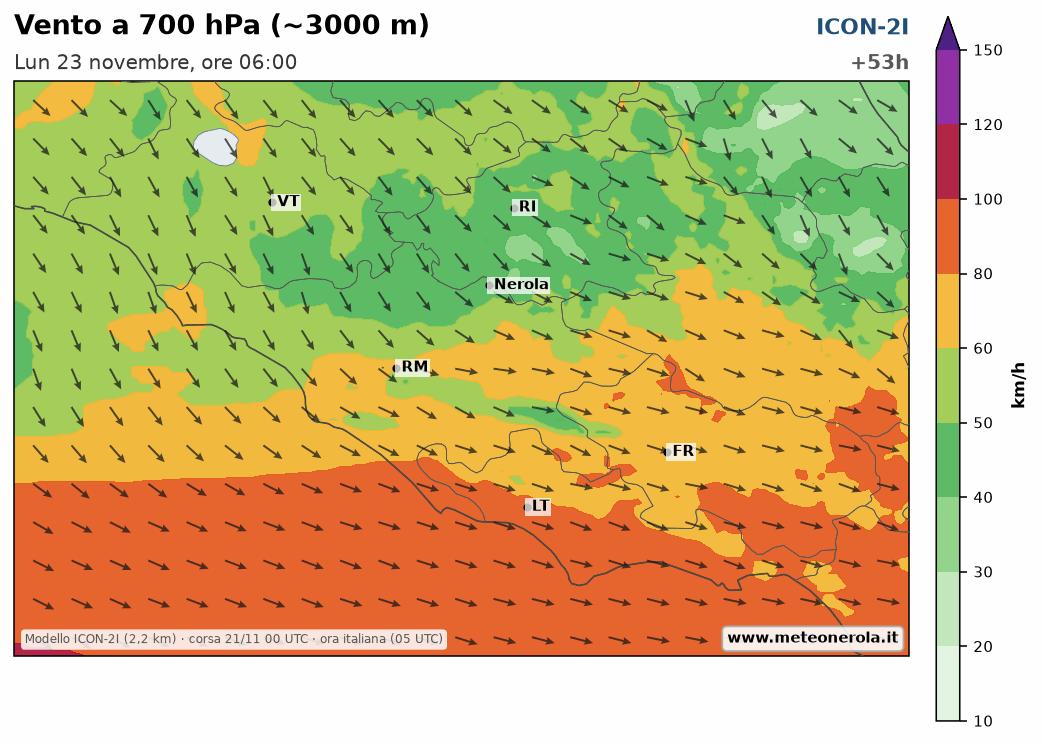 Vento a 700 hPa (~3000 m)
ICON-2I
Lun 23 novembre, ore 06:00
+53h
150
120
100
80
60
50
40
30
20
10
km/h
VT
RI
Nerola
RM
FR
LT
Modello ICON-2I (2,2 km) · corsa 21/11 00 UTC · ora italiana (05 UTC)
www.meteonerola.it